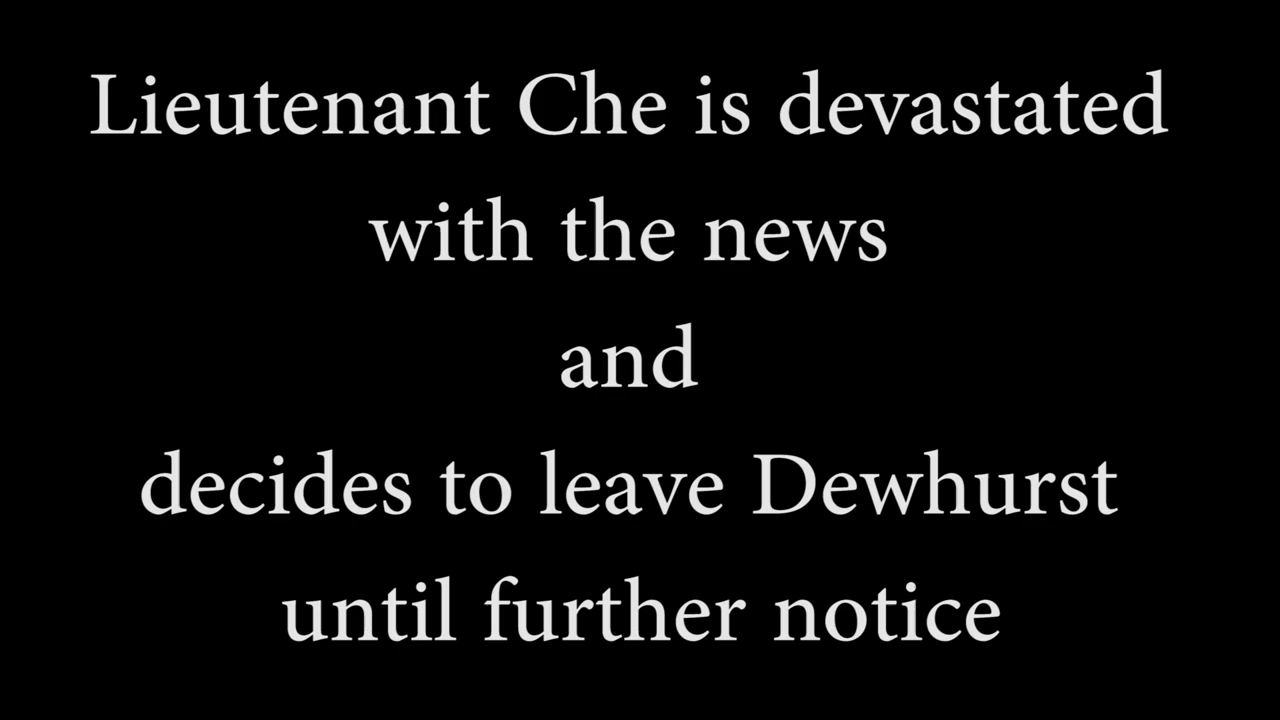 Lieutenant Che is devastated
with the news
and
decides to leave Dewhurst
until further notice